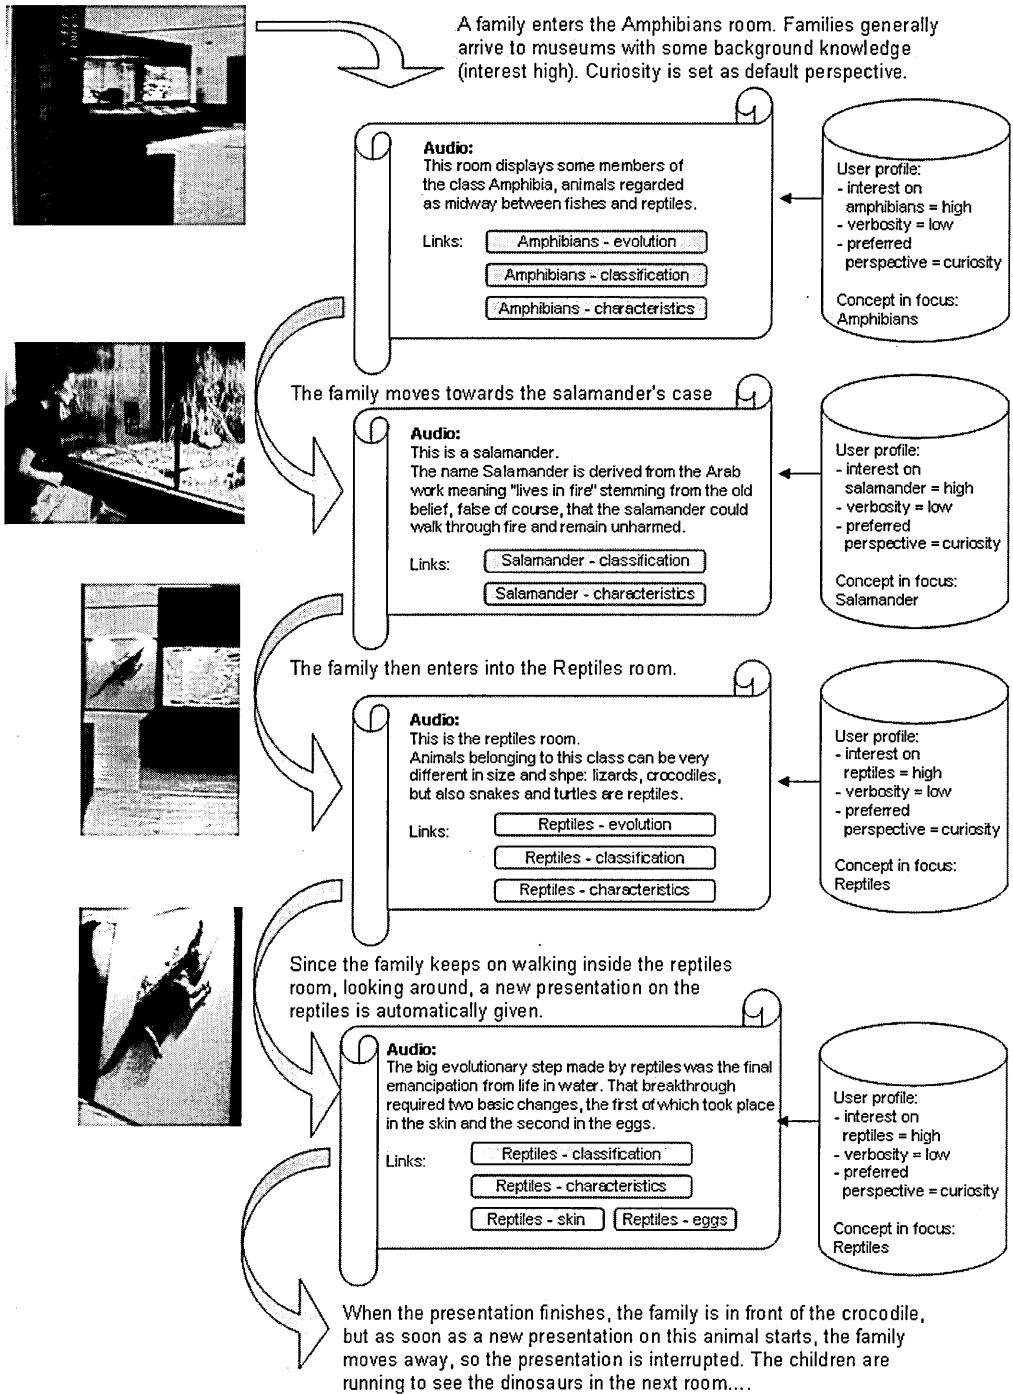 A family enters the Amphibians room. Families generally
arrive to museums with some background knowledge
(interest high). Curiosity is set as default perspective.
Audio:
This room displays some members of
the class Amphibia, animals regarded
as midway between fishes and reptiles.
Links:
Amphibians - evolution
Amphibians - classification
Amphibians - characteristics
User profile:
- interest on
amphibians = high
- verbosity = low
- preferred
perspective = curiosity
Concept in focus:
Amphibians
The family moves towards the salamander's case
Audio:
This is a salamander.
The name Salamander is derived from the Arab
work meaning "lives in fire" stemming from the old
belief, false of course, that the salamander could
walk through fire and remain unharmed.
Links:
Salamander - classification
Salamander - characteristics
User profile:
- interest on
salamander = high
- verbosity = low
- preferred
perspective = curiosity
Concept in focus:
Salamander
The family then enters into the Reptiles room.
Audio:
This is the reptiles room.
Animals belonging to this class can be very
different in size and shpe: lizards, crocodiles,
but also snakes and turtles are reptiles.
Links:
Reptiles - evolution
Reptiles - classification
Reptiles - characteristics
User profile:
- interest on
reptiles = high
- verbosity = low
- preferred
perspective = curiosity
Concept in focus:
Reptiles
Since the family keeps on walking inside the reptiles
room, looking around, a new presentation on the
reptiles is automatically given.
Audio:
The big evolutionary step made by reptiles was the final
emancipation from life in water. That breakthrough
required two basic changes, the first of which took place
in the skin and the second in the eggs.
Links:
Reptiles - classification
Reptiles - characteristics
Reptiles - skin
Reptiles - eggs
User profile:
- interest on
reptiles = high
- verbosity = low
- preferred
perspective = curiosity
Concept in focus:
Reptiles
When the presentation finishes, the family is in front of the crocodile,
but as soon as a new presentation on this animal starts, the family
moves away, so the presentation is interrupted. The children are
running to see the dinosaurs in the next room....